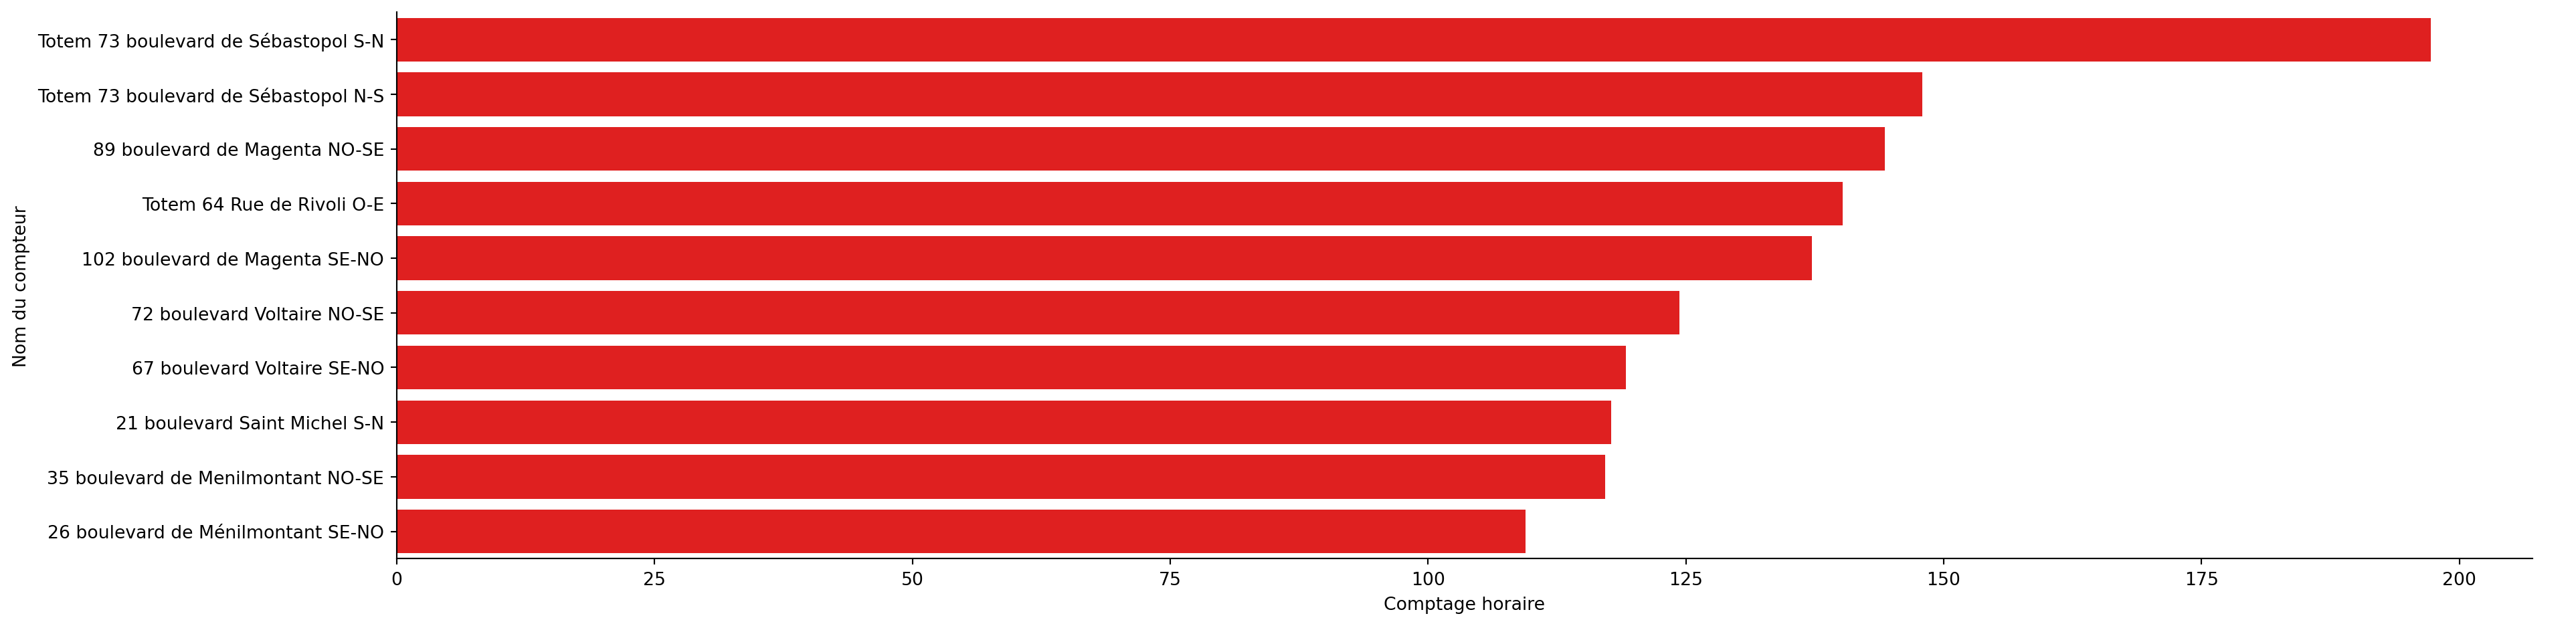 Nom du compteur
Totem 73 boulevard de Sébastopol S-N
Totem 73 boulevard de Sébastopol N-S
89 boulevard de Magenta NO-SE
Totem 64 Rue de Rivoli O-E
102 boulevard de Magenta SE-NO
72 boulevard Voltaire NO-SE
67 boulevard Voltaire SE-NO
21 boulevard Saint Michel S-N
35 boulevard de Menilmontant NO-SE
26 boulevard de Ménilmontant SE-NO
0 25 50 75 100 125 150 175 200
Comptage horaire